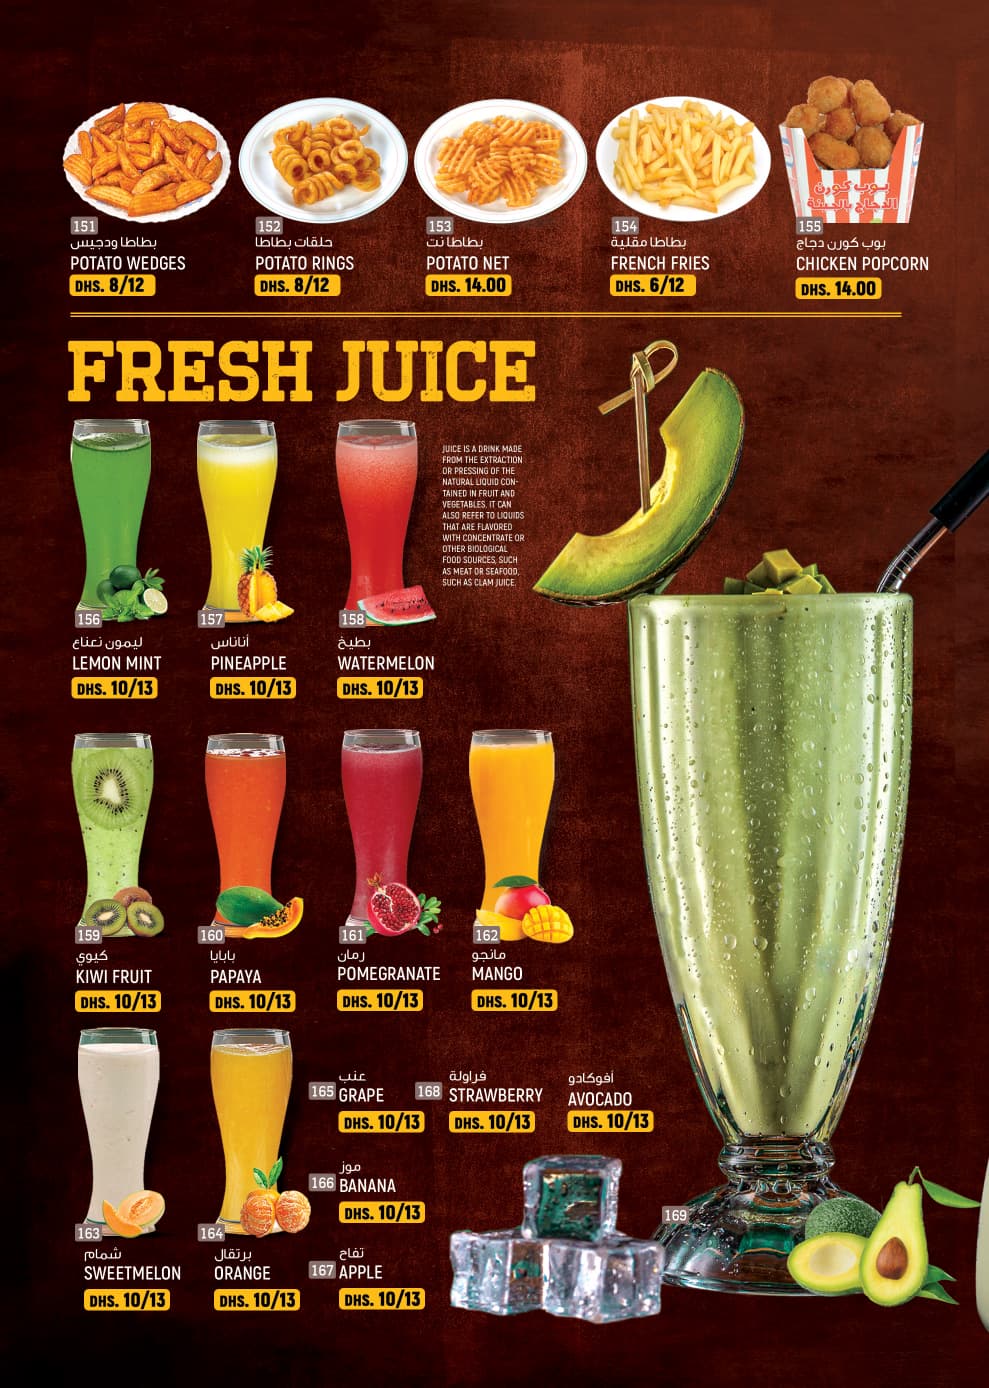 بوب كورن
الدجاج بالجبنة
151
بطاطا ودجيس
POTATO WEDGES
DHS. 8/12
152
حلقات بطاطا
POTATO RINGS
DHS. 8/12
153
بطاطا نت
POTATO NET
DHS. 14.00
154
بطاطا مقلية
FRENCH FRIES
DHS. 6/12
155
بوب كورن دجاج
CHICKEN POPCORN
DHS. 14.00
FRESH JUICE
JUICE IS A DRINK MADE
FROM THE EXTRACTION
OR PRESSING OF THE
NATURAL LIQUID CON-
TAINED IN FRUIT AND
VEGETABLES. IT CAN
ALSO REFER TO LIQUIDS
THAT ARE FLAVORED
WITH CONCENTRATE OR
OTHER BIOLOGICAL
FOOD SOURCES, SUCH
AS MEAT OR SEAFOOD,
SUCH AS CLAM JUICE.
156
ليمون نعناع
LEMON MINT
DHS. 10/13
157
أناناس
PINEAPPLE
DHS. 10/13
158
بطيخ
WATERMELON
DHS. 10/13
159
كيوي
KIWI FRUIT
DHS. 10/13
160
بابايا
PAPAYA
DHS. 10/13
161
رمان
POMEGRANATE
DHS. 10/13
162
مانجو
MANGO
DHS. 10/13
163
شمام
SWEETMELON
DHS. 10/13
164
برتقال
ORANGE
DHS. 10/13
عنب
165 GRAPE
DHS. 10/13
موز
166 BANANA
DHS. 10/13
تفاح
167 APPLE
DHS. 10/13
فراولة
168 STRAWBERRY
DHS. 10/13
أفوكادو
AVOCADO
DHS. 10/13
169